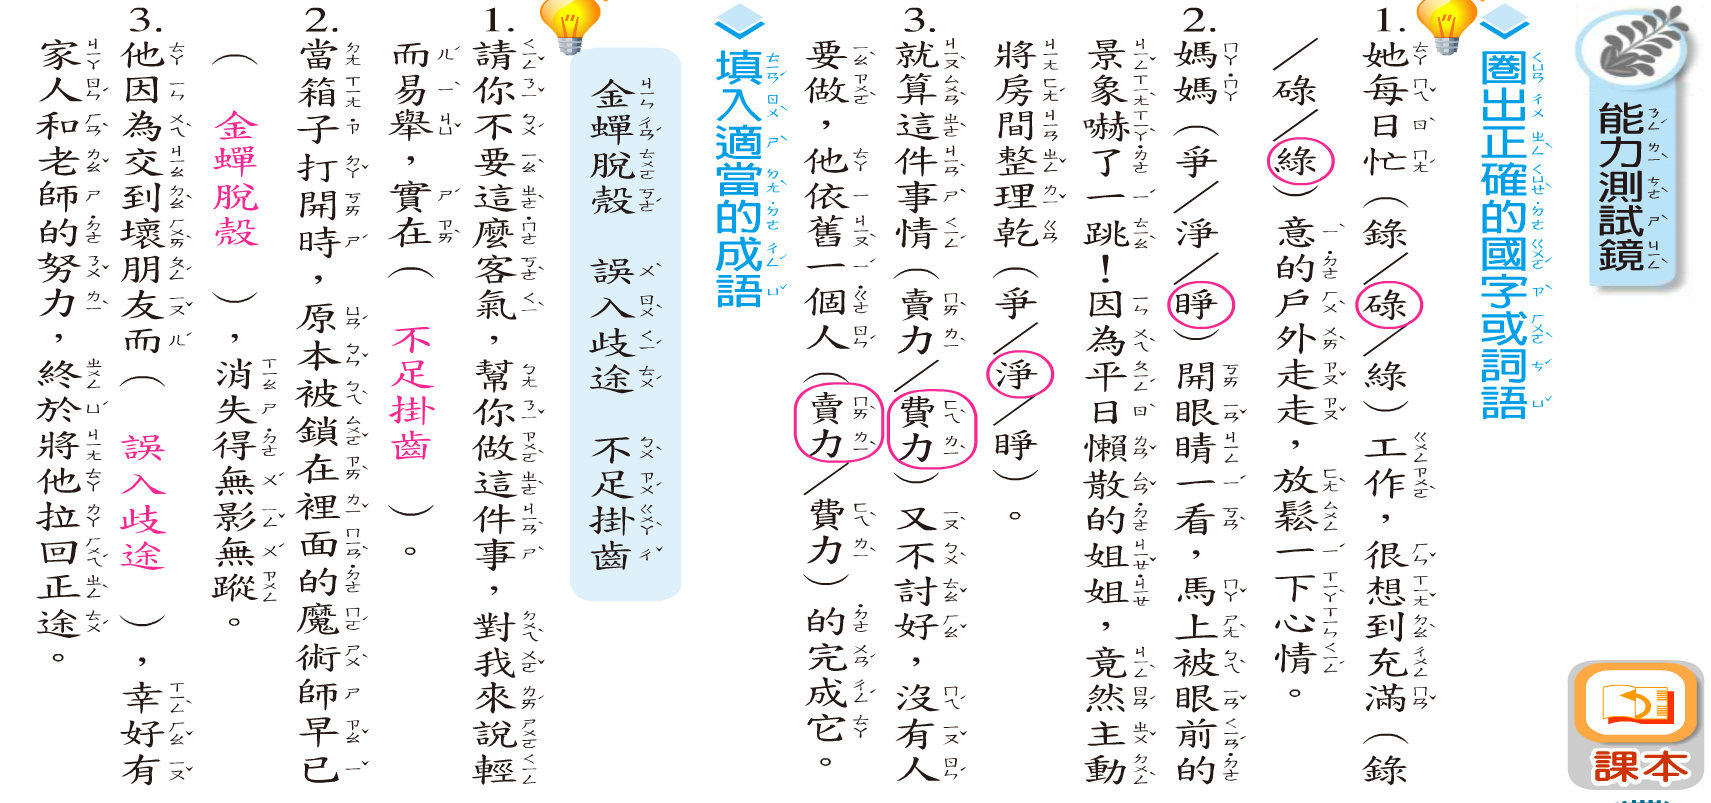 能力測試鏡
圈出正確的國字或詞語
1.她每日忙(錄/碌/綠)工作，很想到充滿(錄
/碌/綠)意的戶外走走，放鬆一下心情。
2.媽媽(爭/淨/睜)開眼睛一看，馬上被眼前的
景象嚇了一跳！因為平日懶散的姐姐，竟然主動
將房間整理乾(爭/淨/睜)。
3.就算這件事情(賣力/費力)又不討好，沒有人
要做，他依舊一個人(賣力/費力)的完成它。
填入適當的成語
金蟬脫殼 誤入歧途 不足掛齒
1.請你不要這麼客氣，幫你做這件事，對我來說輕
而易舉，實在(不足掛齒)。
2.當箱子打開時，原本被鎖在裡面的魔術師早已
(金蟬脫殼)，消失得無影無蹤。
3.他因為交到壞朋友而(誤入歧途)，幸好有
家人和老師的努力，終於將他拉回正途。
課本